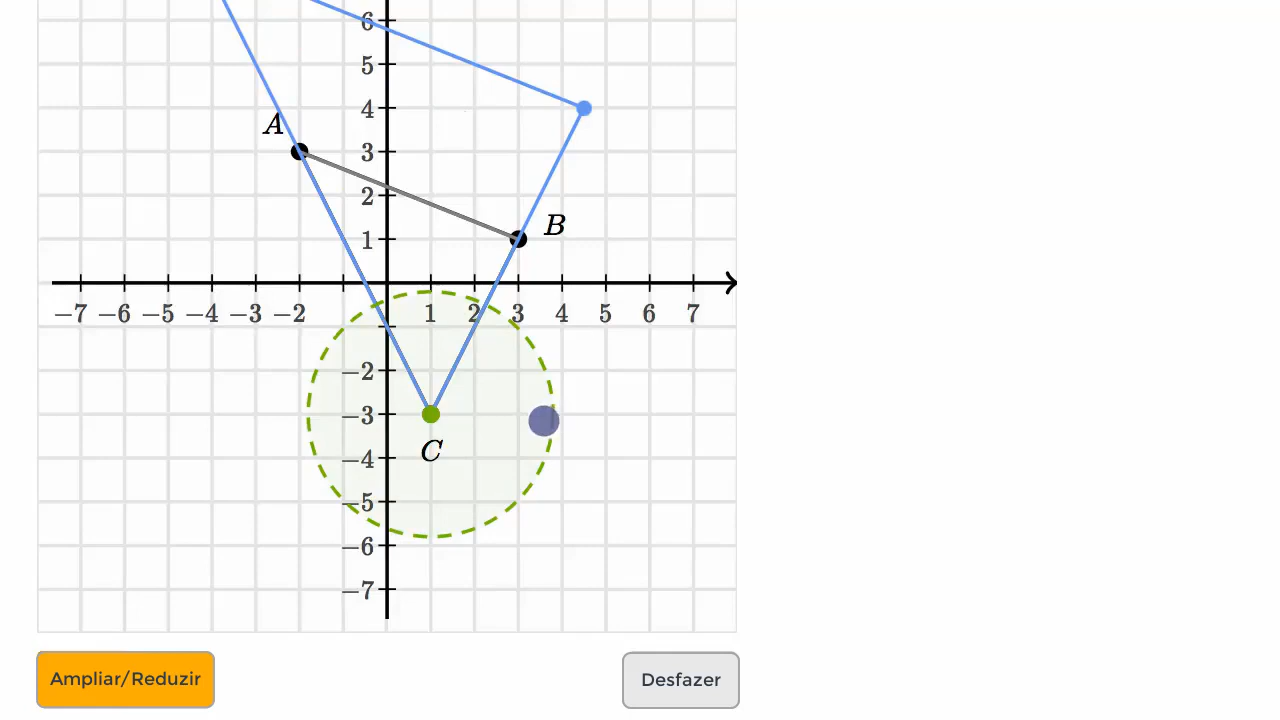 6
5
4
A
3
2
B
1
−7 −6 −5 −4 −3 −2 1 2 3 4 5 6 7
−2
−3
C
−4
−5
−6
−7
Ampliar/Reduzir Desfazer